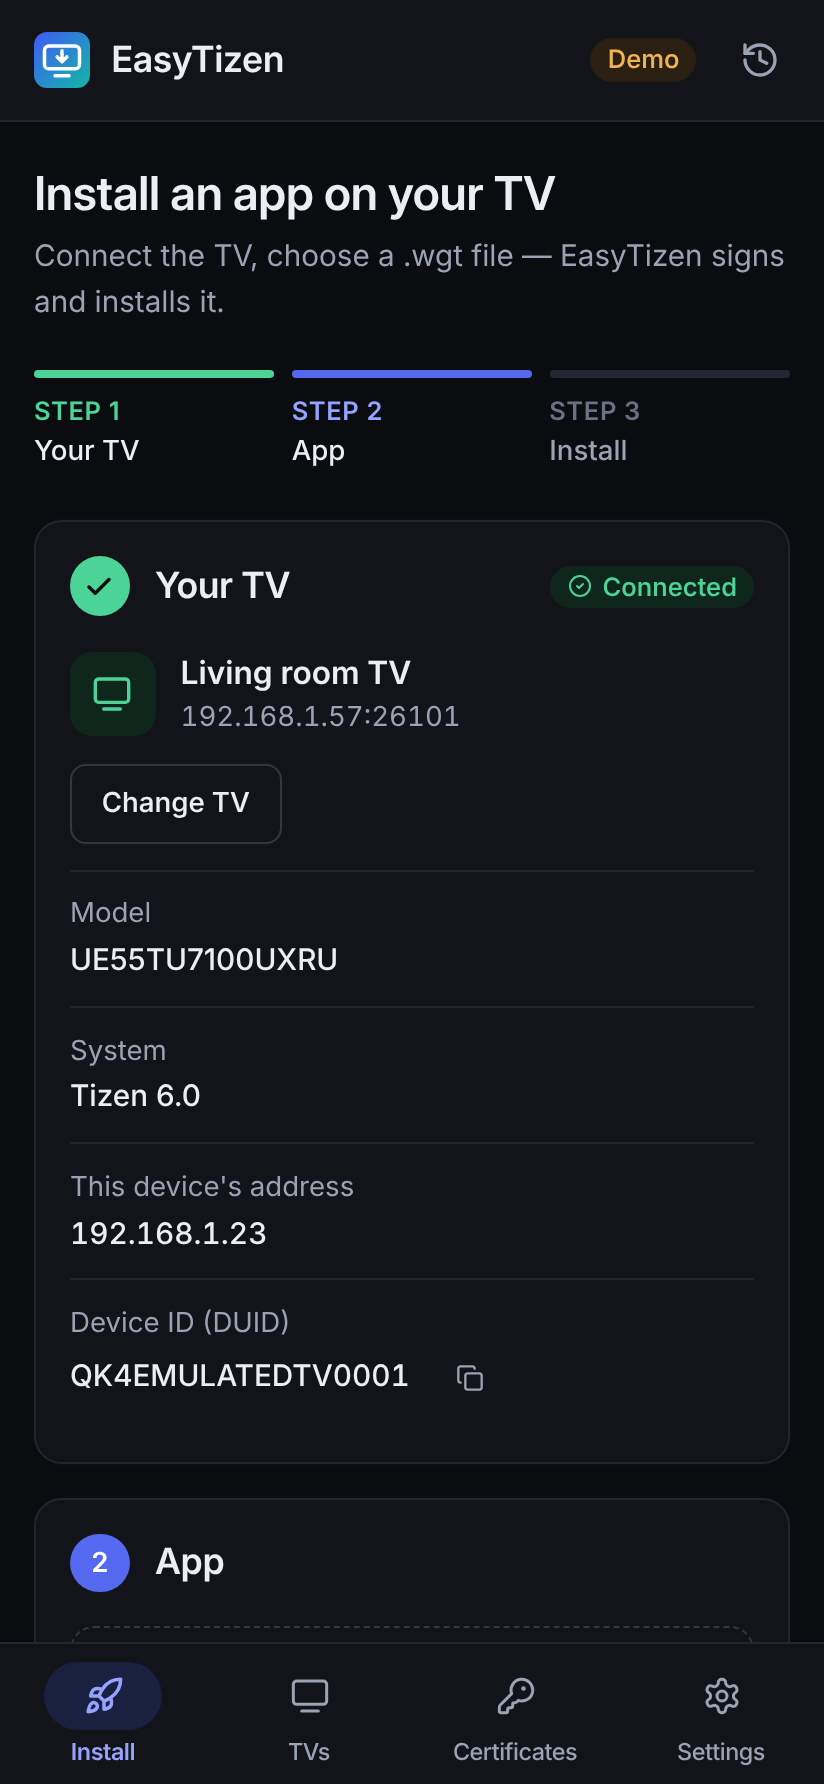 EasyTizen
Demo
Install an app on your TV
Connect the TV, choose a .wgt file — EasyTizen signs
and installs it.
STEP 1
Your TV
STEP 2
App
STEP 3
Install
Your TV
Connected
Living room TV
192.168.1.57:26101
Change TV
Model
UE55TU7100UXRU
System
Tizen 6.0
This device's address
192.168.1.23
Device ID (DUID)
QK4EMULATEDTV0001
2
App
Install
TVs
Certificates
Settings